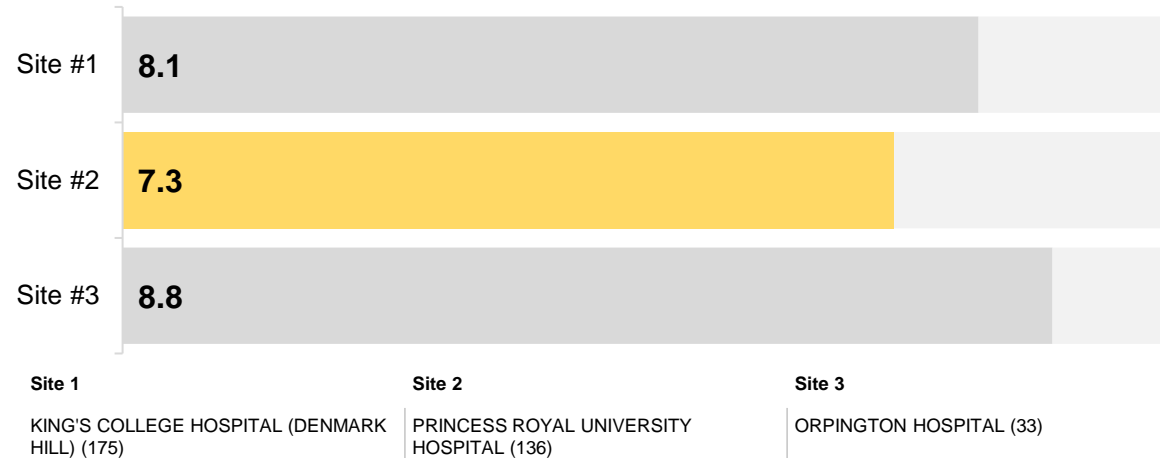 Site #1 8.1
Site #2 7.3
Site #3 8.8
Site 1 Site 2 Site 3
KING'S COLLEGE HOSPITAL (DENMARK
HILL) (175)
PRINCESS ROYAL UNIVERSITY
HOSPITAL (136)
ORPINGTON HOSPITAL (33)